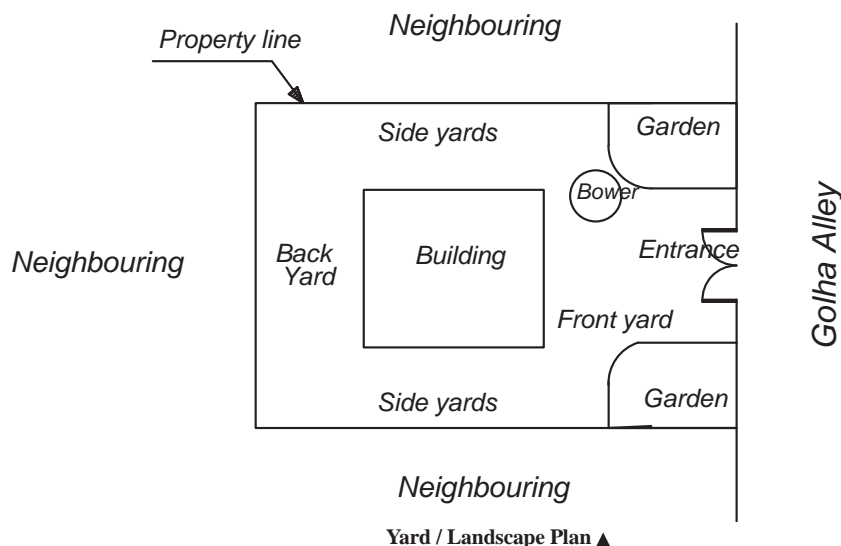 Neighbouring
Property line
Side yards
Garden
Bower
Neighbouring
Back
Yard
Building
Entrance
Golha Alley
Front yard
Side yards
Garden
Neighbouring
Yard / Landscape Plan ▲